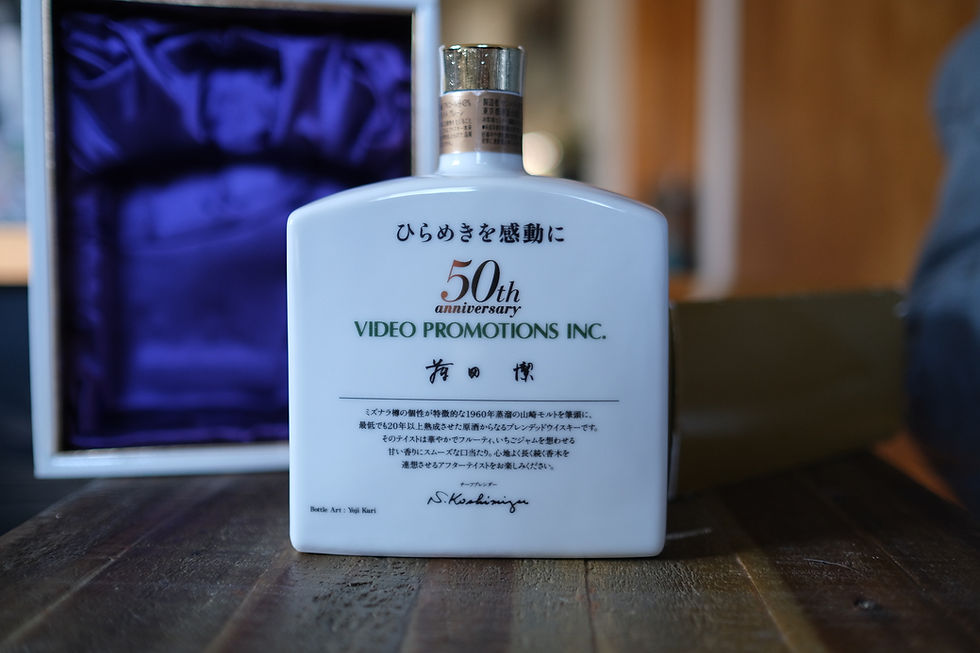 ひらめきを感動に
50th
anniversary
VIDEO PROMOTIONS INC.
田 潔
ミズナラ樽の個性が特徴的な1960年蒸溜の山崎モルトを筆頭に、
最低でも20年以上熟成させた原酒からなるブレンデッドウイスキーです。
そのテイストは華やかでフルーティ、いちごジャムを想わせる
甘い香りにスムーズな口当たり。心地よく長く続く香木を
連想させるアフターテイストをお楽しみください。
チーフブレンダー
S. Koshimizu
Bottle Art : Yoji Kuri